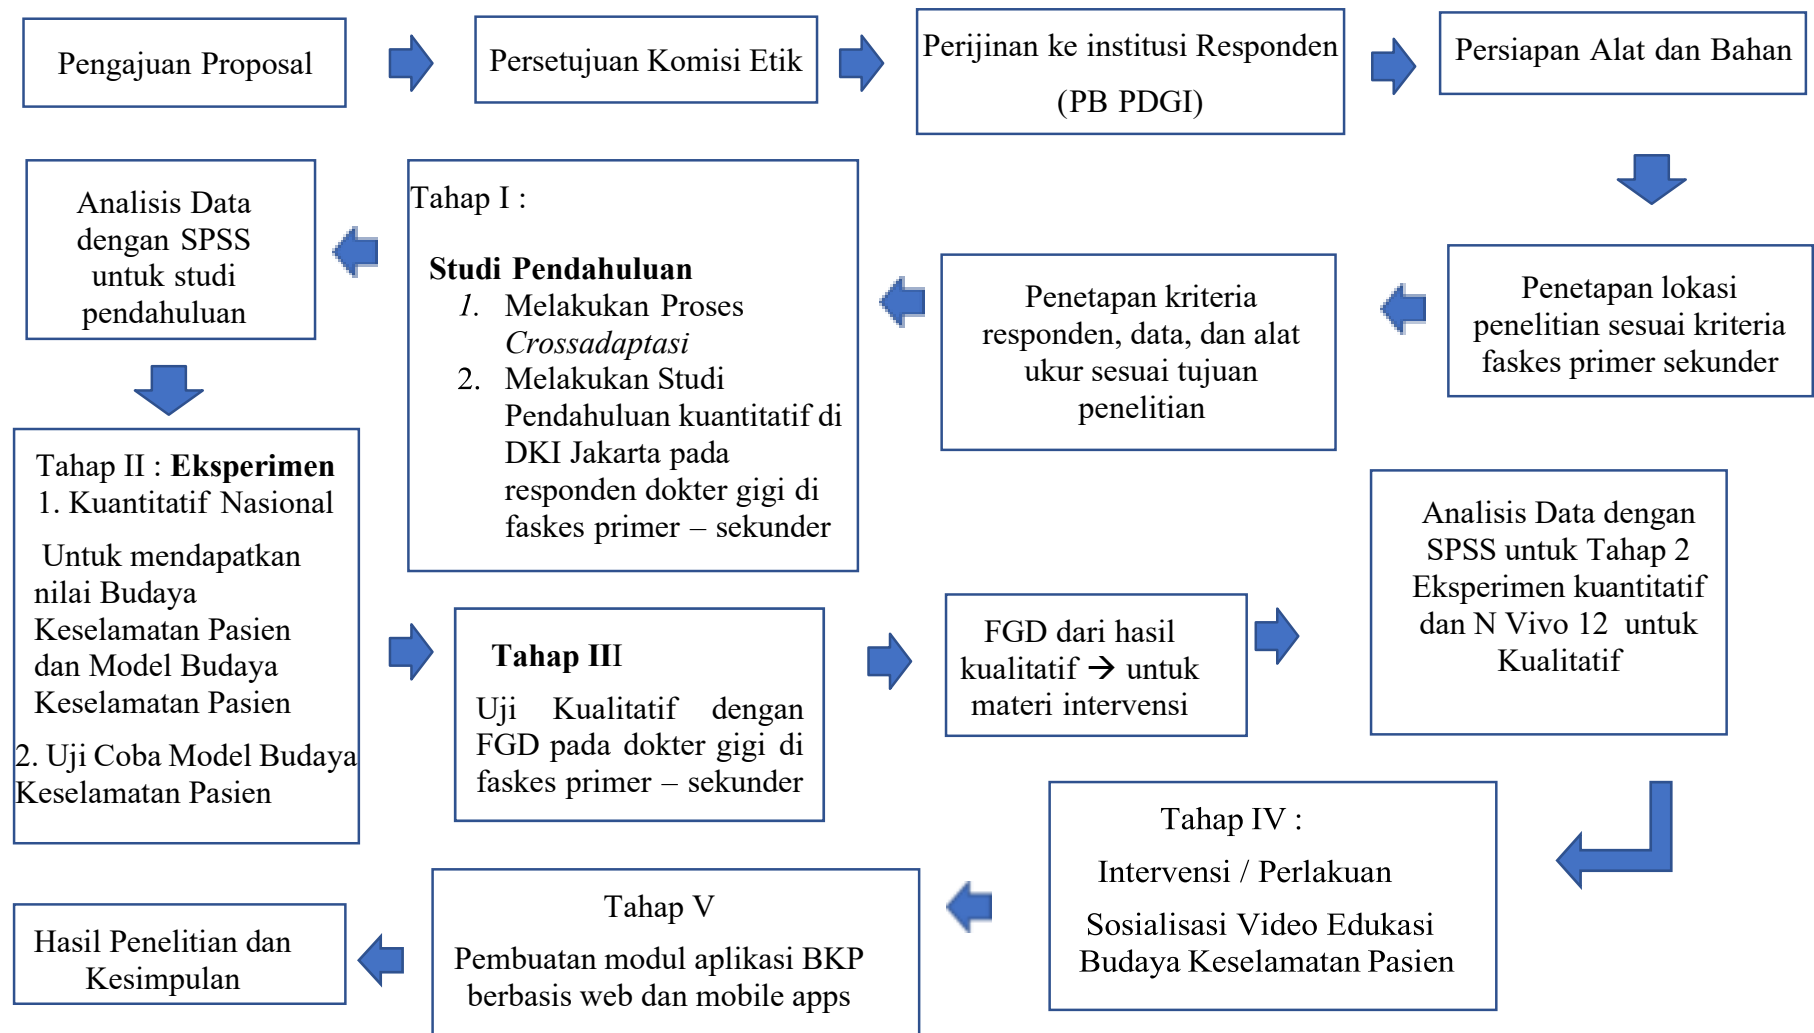 Pengajuan Proposal
Persetujuan Komisi Etik
Perijinan ke institusi Responden
(PB PDGI)
Persiapan Alat dan Bahan
Penetapan lokasi
penelitian sesuai kriteria
faskes primer sekunder
Penetapan kriteria
responden, data, dan alat
ukur sesuai tujuan
penelitian
Tahap I :
Studi Pendahuluan
1. Melakukan Proses
Crossadaptasi
2. Melakukan Studi
Pendahuluan kuantitatif di
DKI Jakarta pada
responden dokter gigi di
faskes primer – sekunder
Analisis Data
dengan SPSS
untuk studi
pendahuluan
Tahap II : Eksperimen
1. Kuantitatif Nasional
Untuk mendapatkan
nilai Budaya
Keselamatan Pasien
dan Model Budaya
Keselamatan Pasien
2. Uji Coba Model Budaya
Keselamatan Pasien
Tahap III
Uji Kualitatif dengan
FGD pada dokter gigi di
faskes primer – sekunder
FGD dari hasil
kualitatif → untuk
materi intervensi
Analisis Data dengan
SPSS untuk Tahap 2
Eksperimen kuantitatif
dan N Vivo 12 untuk
Kualitatif
Tahap IV :
Intervensi / Perlakuan
Sosialisasi Video Edukasi
Budaya Keselamatan Pasien
Tahap V
Pembuatan modul aplikasi BKP
berbasis web dan mobile apps
Hasil Penelitian dan
Kesimpulan